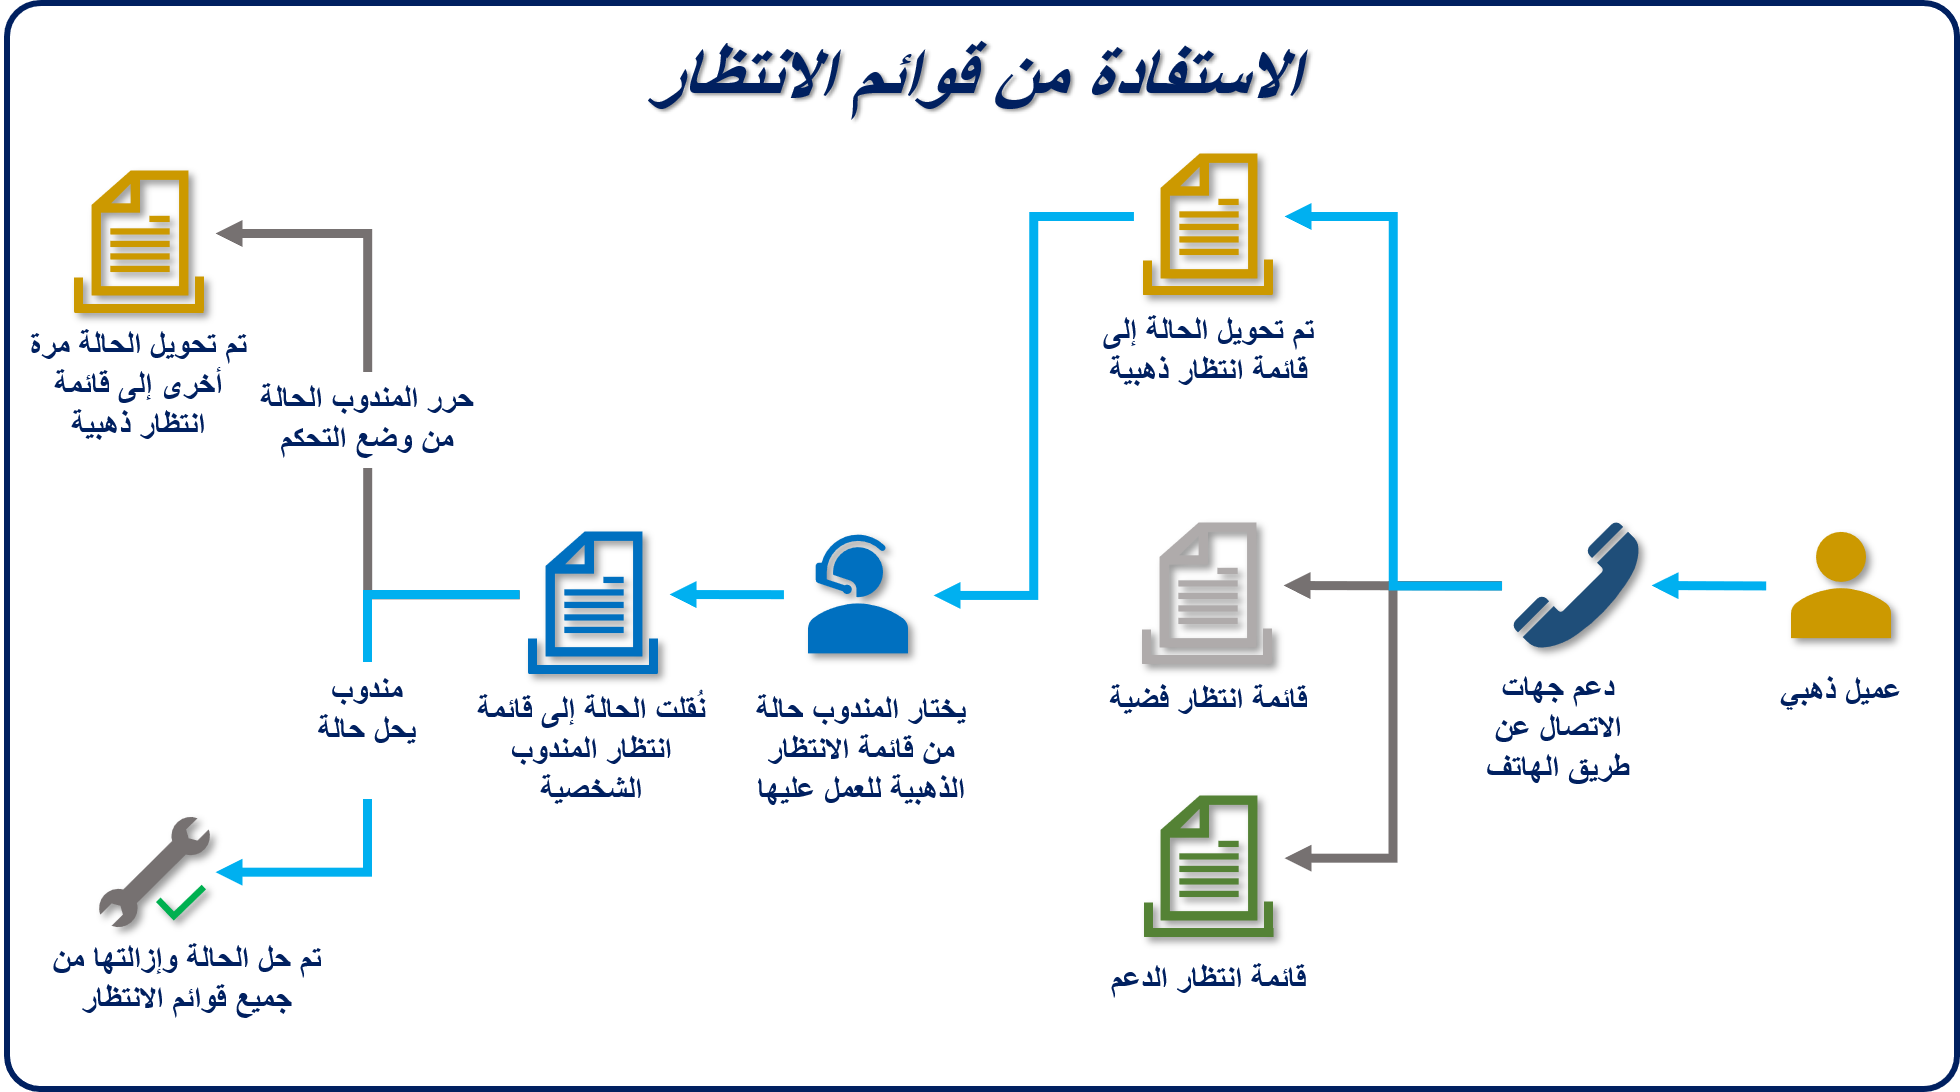 الاستفادة من قوائم الانتظار
عميل ذهبي
دعم جهات
الاتصال عن
طريق الهاتف
تم تحويل الحالة إلى
قائمة انتظار ذهبية
قائمة انتظار فضية
قائمة انتظار الدعم
يختار المندوب حالة
من قائمة الانتظار
الذهبية للعمل عليها
نُقلت الحالة إلى قائمة
انتظار المندوب
الشخصية
حرر المندوب الحالة
من وضع التحكم
تم تحويل الحالة مرة
أخرى إلى قائمة
انتظار ذهبية
مندوب
يحل حالة
تم حل الحالة وإزالتها من
جميع قوائم الانتظار